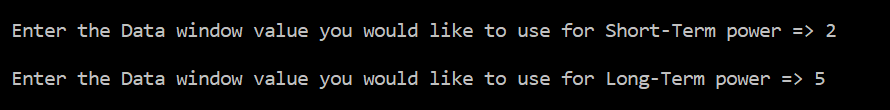 Enter the Data window value you would like to use for Short-Term power => 2
Enter the Data window value you would like to use for Long-Term power => 5